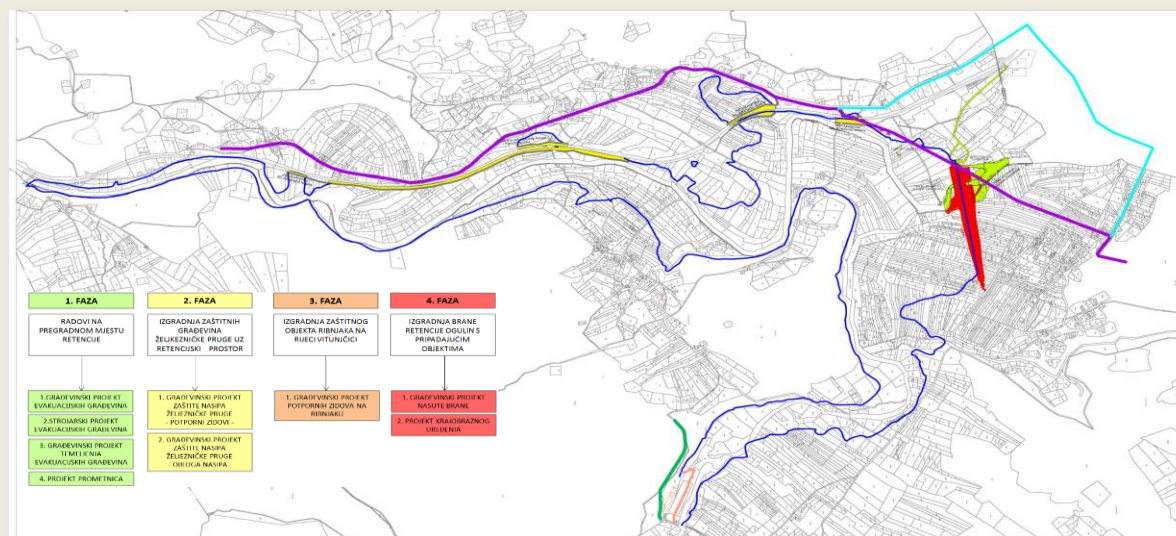 1. FAZA
RADOVI NA
PREGRADNOM MJESTU
RETENCIJE
1.GRAĐEVINSKI PROJEKT
EVAKUACIJSKIH GRAĐEVINA
2.STROJARSKI PROJEKT
EVAKUACIJSKIH GRAĐEVINA
3. GRAĐEVINSKI PROJEKT
TEMELJENJA
EVAKUACIJSKIH GRAĐEVINA
4. PROJEKT PROMETNICA
2. FAZA
IZGRADNJA ZAŠTITNIH
GRAĐEVINA
ŽELJKEZNIČKE PRUGE UZ
RETENCIJSKI PROSTOR
1. GRAĐEVINSKI PROJEKT
ZAŠTITE NASIPA
ŽELJEZNIČKE PRUGE
- POTPORNI ZIDOVI -
2. GRAĐEVINSKI PROJEKT
ZAŠTITE NASIPA
ŽELJEZNIČKE PRUGE
OBLOGA NASIPA
3. FAZA
IZGRADNJA ZAŠTITNOG
OBJEKTA RIBNJAKA NA
RIJECI VITUNJČICI
1. GRAĐEVINSKI PROJEKT
POTPORNIH ZIDOVA NA
RIBNJAKU
4. FAZA
IZGRADNJA BRANE
RETENCIJE OGULIN S
PRIPADAJUĆIM
OBJEKTIMA
1. GRAĐEVINSKI PROJEKT
NASUTE BRANE
2. PROJEKT KRAJOBRAZNOG
UREĐENJA